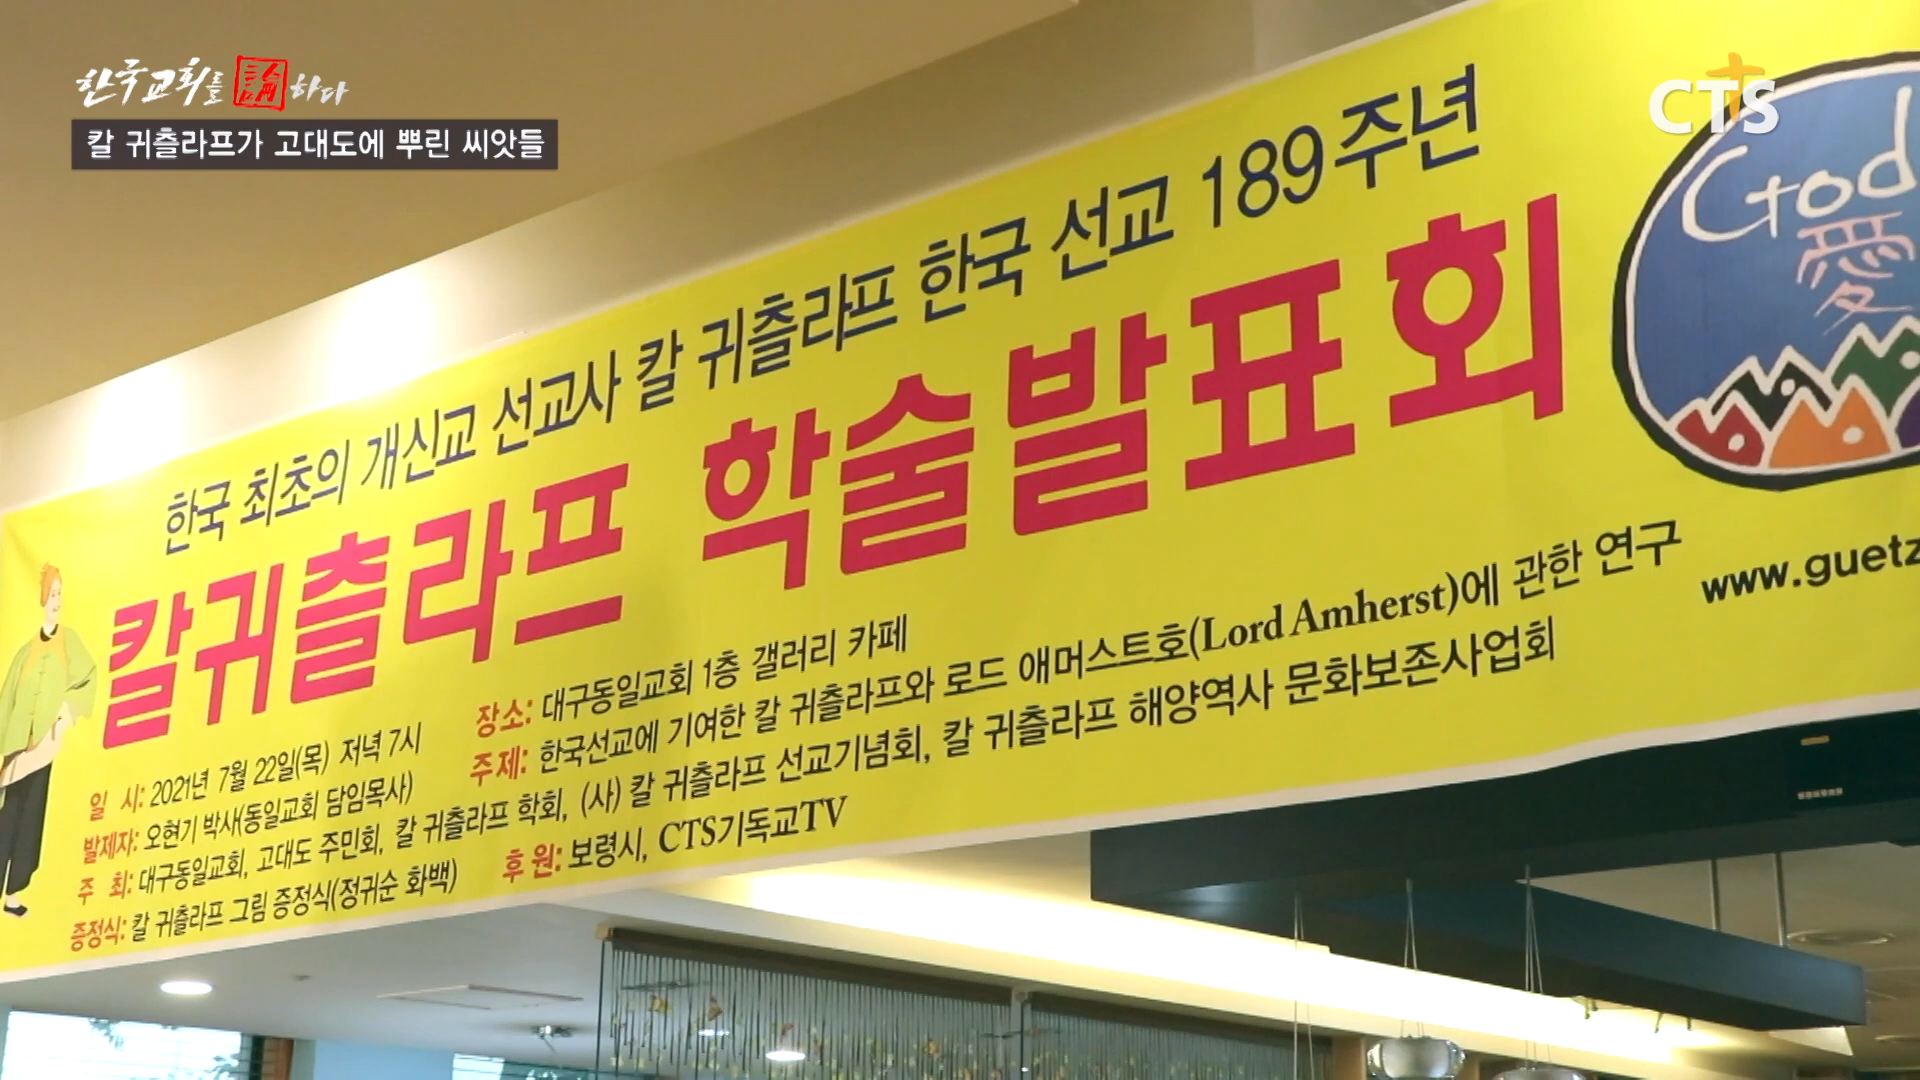 한국교회를 論하다
칼 귀츨라프가 고대도에 뿌린 씨앗들
CTS
한국 최초의 개신교 선교사 칼 귀츨라프 한국 선교 189주년
칼귀츨라프 학술발표회
God
愛
www.guetz
일 시: 2021년 7월 22일(목) 저녁 7시
장소: 대구동일교회 1층 갤러리 카페
발제자: 오현기 박사(동일교회 담임목사)
주제: 한국선교에 기여한 칼 귀츨라프와 로드 애머스트호(Lord Amherst)에 관한 연구
주 최: 대구동일교회, 고대도 주민회, 칼 귀츨라프 학회, (사) 칼 귀츨라프 선교기념회, 칼 귀츨라프 해양역사 문화보존사업회
증정식: 칼 귀츨라프 그림 증정식(정귀순 화백)
후 원: 보령시, CTS기독교TV